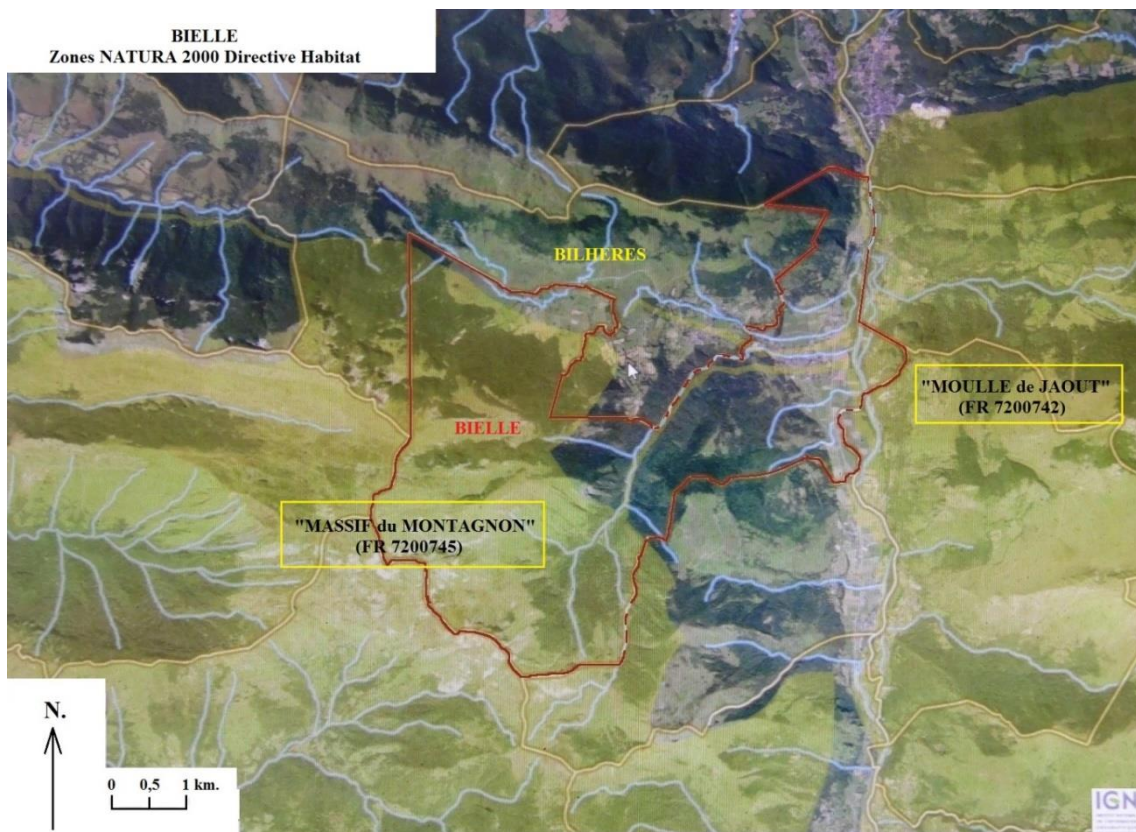 BIELLE
Zones NATURA 2000 Directive Habitat
BILHERES
"MOULLE de JAOUT"
(FR 7200742)
BIELLE
"MASSIF du MONTAGNON"
(FR 7200745)
N.
0 0,5 1 km.
IGN